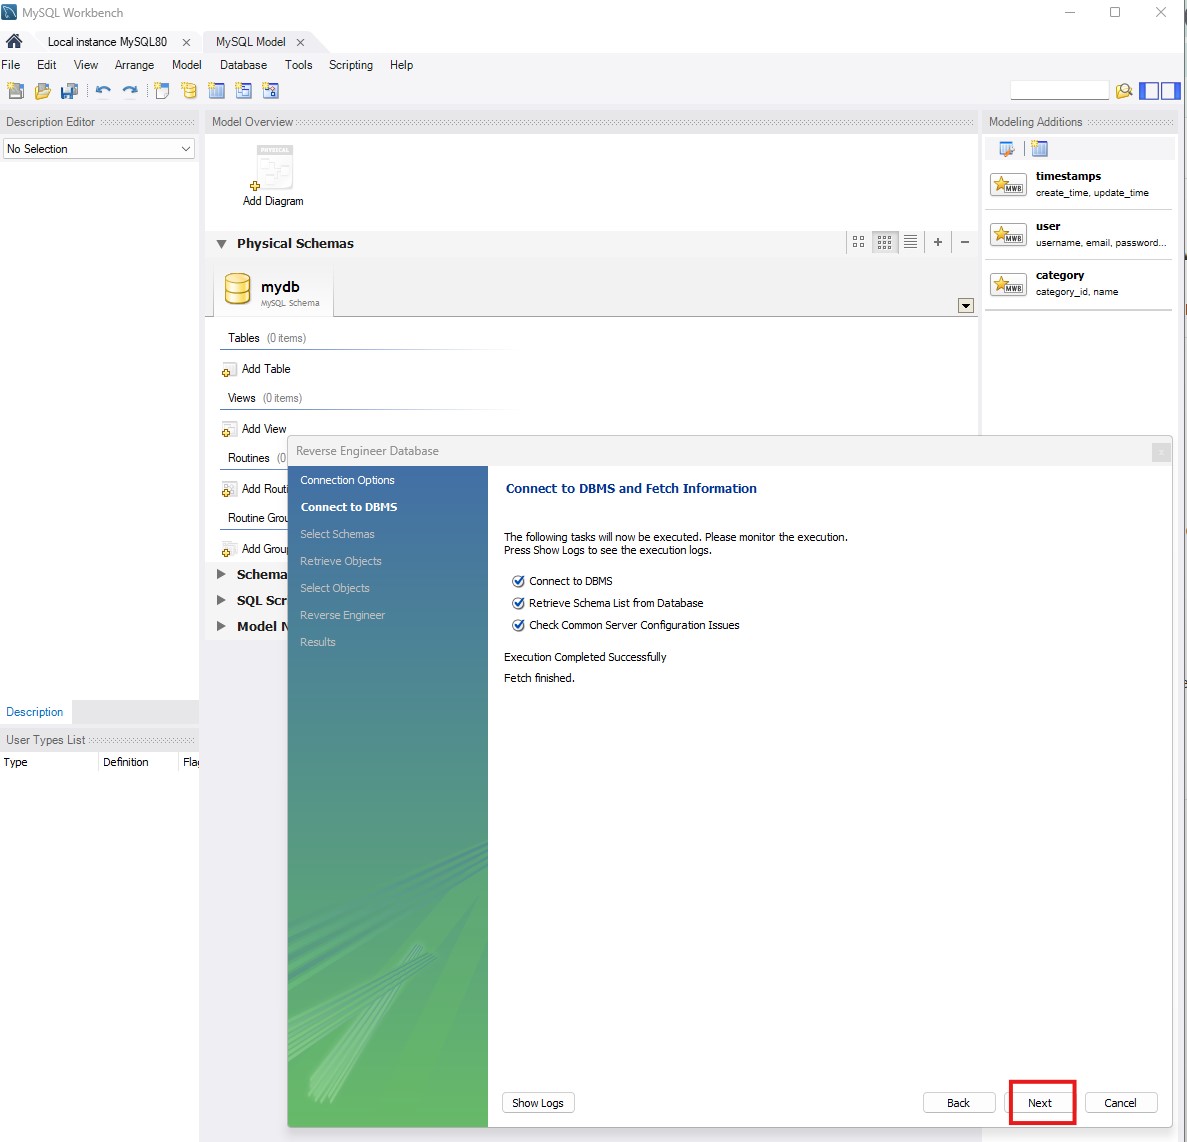 MySQL Workbench
Local instance MySQL80
MySQL Model
File Edit View Arrange Model Database Tools Scripting Help
Description Editor
No Selection
Description
User Types List
Type Definition Flag
Model Overview
PHYSICAL
Add Diagram
Physical Schemas
mydb
MySQL Schema
Tables (0 items)
Add Table
Views (0 items)
Add View
Routines (0
Add Routi
Routine Grou
Add Group
Schema
SQL Scr
Model N
Modeling Additions
MWB
timestamps
create_time, update_time
MWB
user
username, email, password...
MWB
category
category_id, name
Reverse Engineer Database
Connection Options
Connect to DBMS
Select Schemas
Retrieve Objects
Select Objects
Reverse Engineer
Results
Connect to DBMS and Fetch Information
The following tasks will now be executed. Please monitor the execution.
Press Show Logs to see the execution logs.
Connect to DBMS
Retrieve Schema List from Database
Check Common Server Configuration Issues
Execution Completed Successfully
Fetch finished.
Show Logs
Back
Next
Cancel